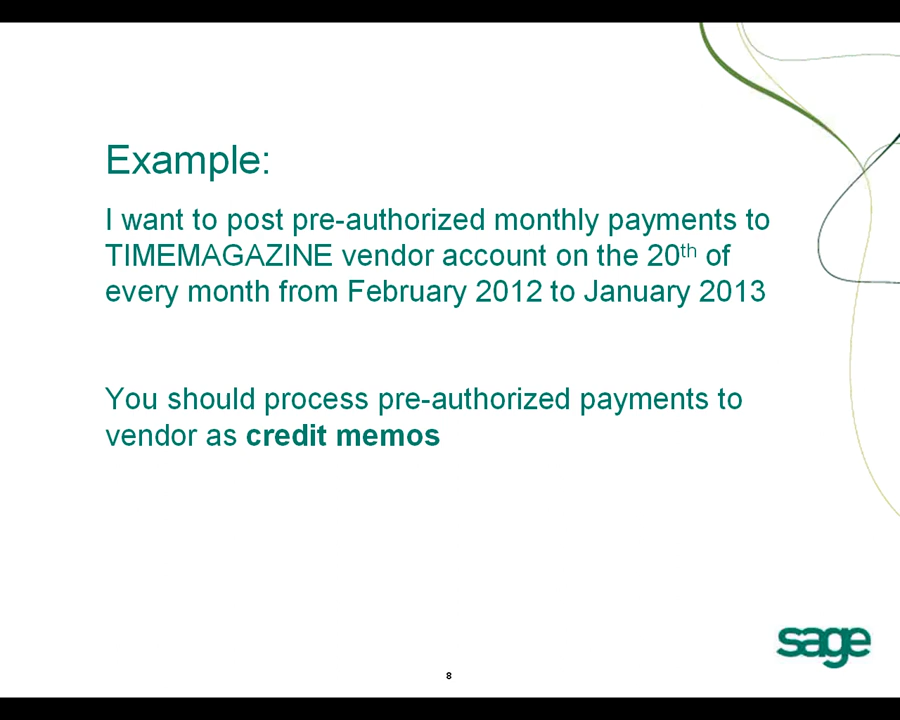 Example:
I want to post pre-authorized monthly payments to
TIMEMAGAZINE vendor account on the 20th of
every month from February 2012 to January 2013
You should process pre-authorized payments to
vendor as credit memos
sage
8